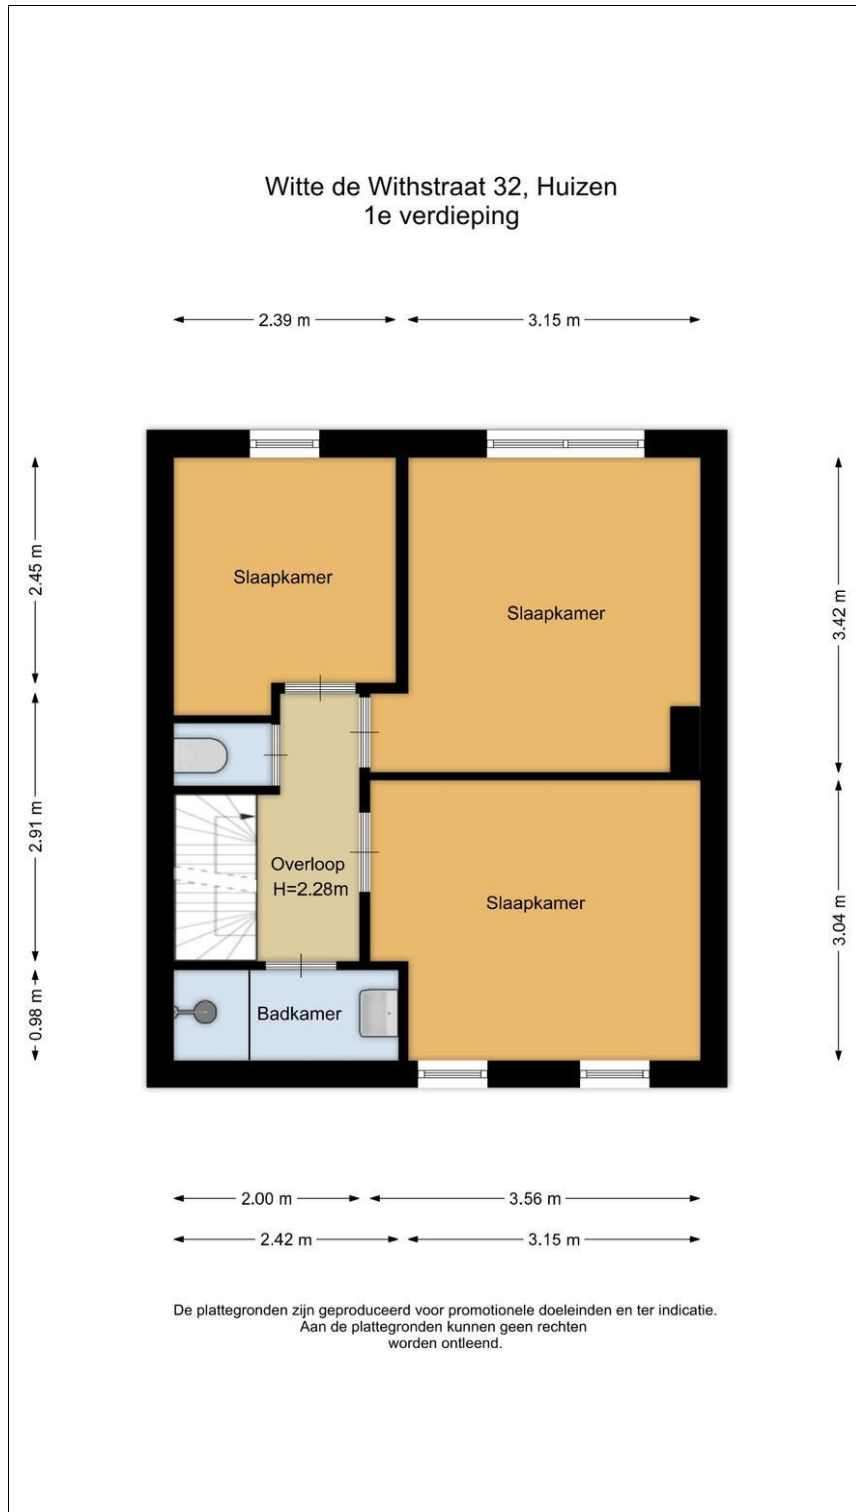 Witte de Withstraat 32, Huizen
1e verdieping
2.39 m
3.15 m
2.45 m
2.91 m
0.98 m
3.42 m
3.04 m
Slaapkamer
Slaapkamer
Overloop
H=2.28m
Slaapkamer
Badkamer
2.00 m
3.56 m
2.42 m
3.15 m
De plattegronden zijn geproduceerd voor promotionele doeleinden en ter indicatie.
Aan de plattegronden kunnen geen rechten
worden ontleend.